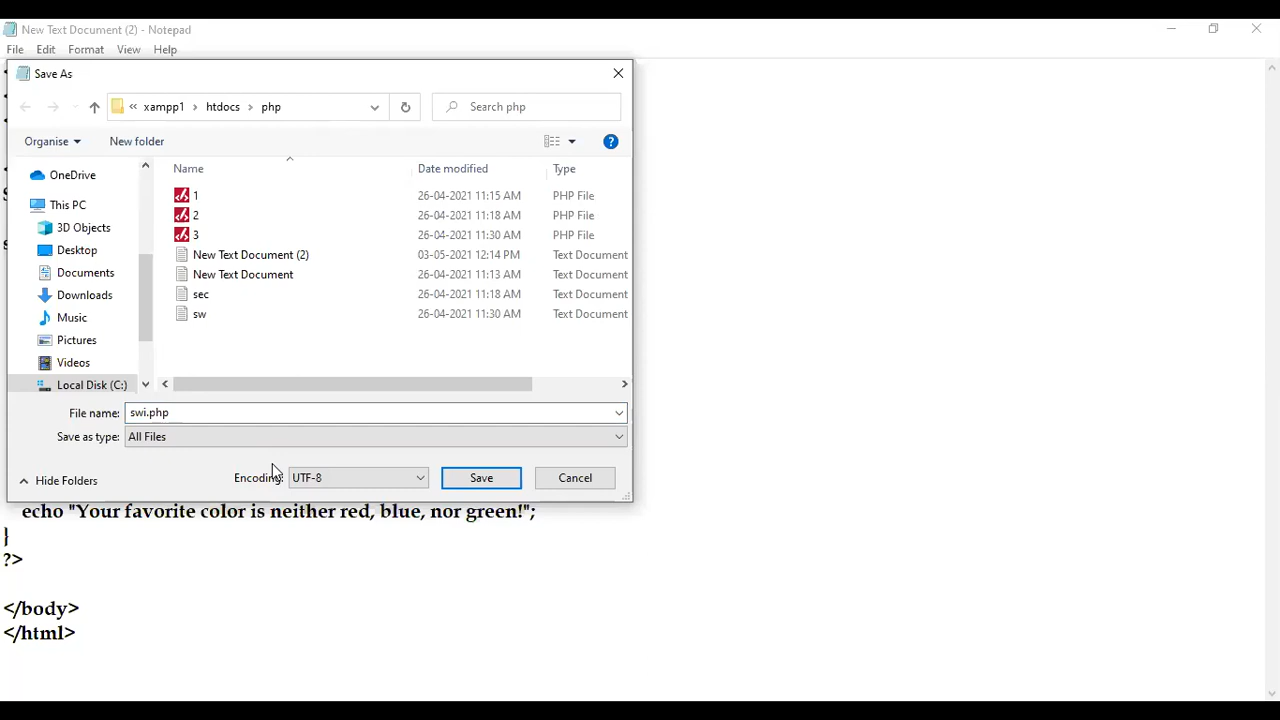 New Text Document (2) - Notepad
File Edit Format View Help
Save As
xampp1 htdocs php
Search php
Organise New folder
OneDrive
This PC
3D Objects
Desktop
Documents
Downloads
Music
Pictures
Videos
Local Disk (C:)
Name Date modified Type
1 26-04-2021 11:15 AM PHP File
2 26-04-2021 11:18 AM PHP File
3 26-04-2021 11:30 AM PHP File
New Text Document (2) 03-05-2021 12:14 PM Text Document
New Text Document 26-04-2021 11:13 AM Text Document
sec 26-04-2021 11:18 AM Text Document
sw 26-04-2021 11:30 AM Text Document
File name: swi.php
Save as type: All Files
Hide Folders
Encoding: UTF-8
Save
Cancel
echo "Your favorite color is neither red, blue, nor green!";
}
?>
</body>
</html>